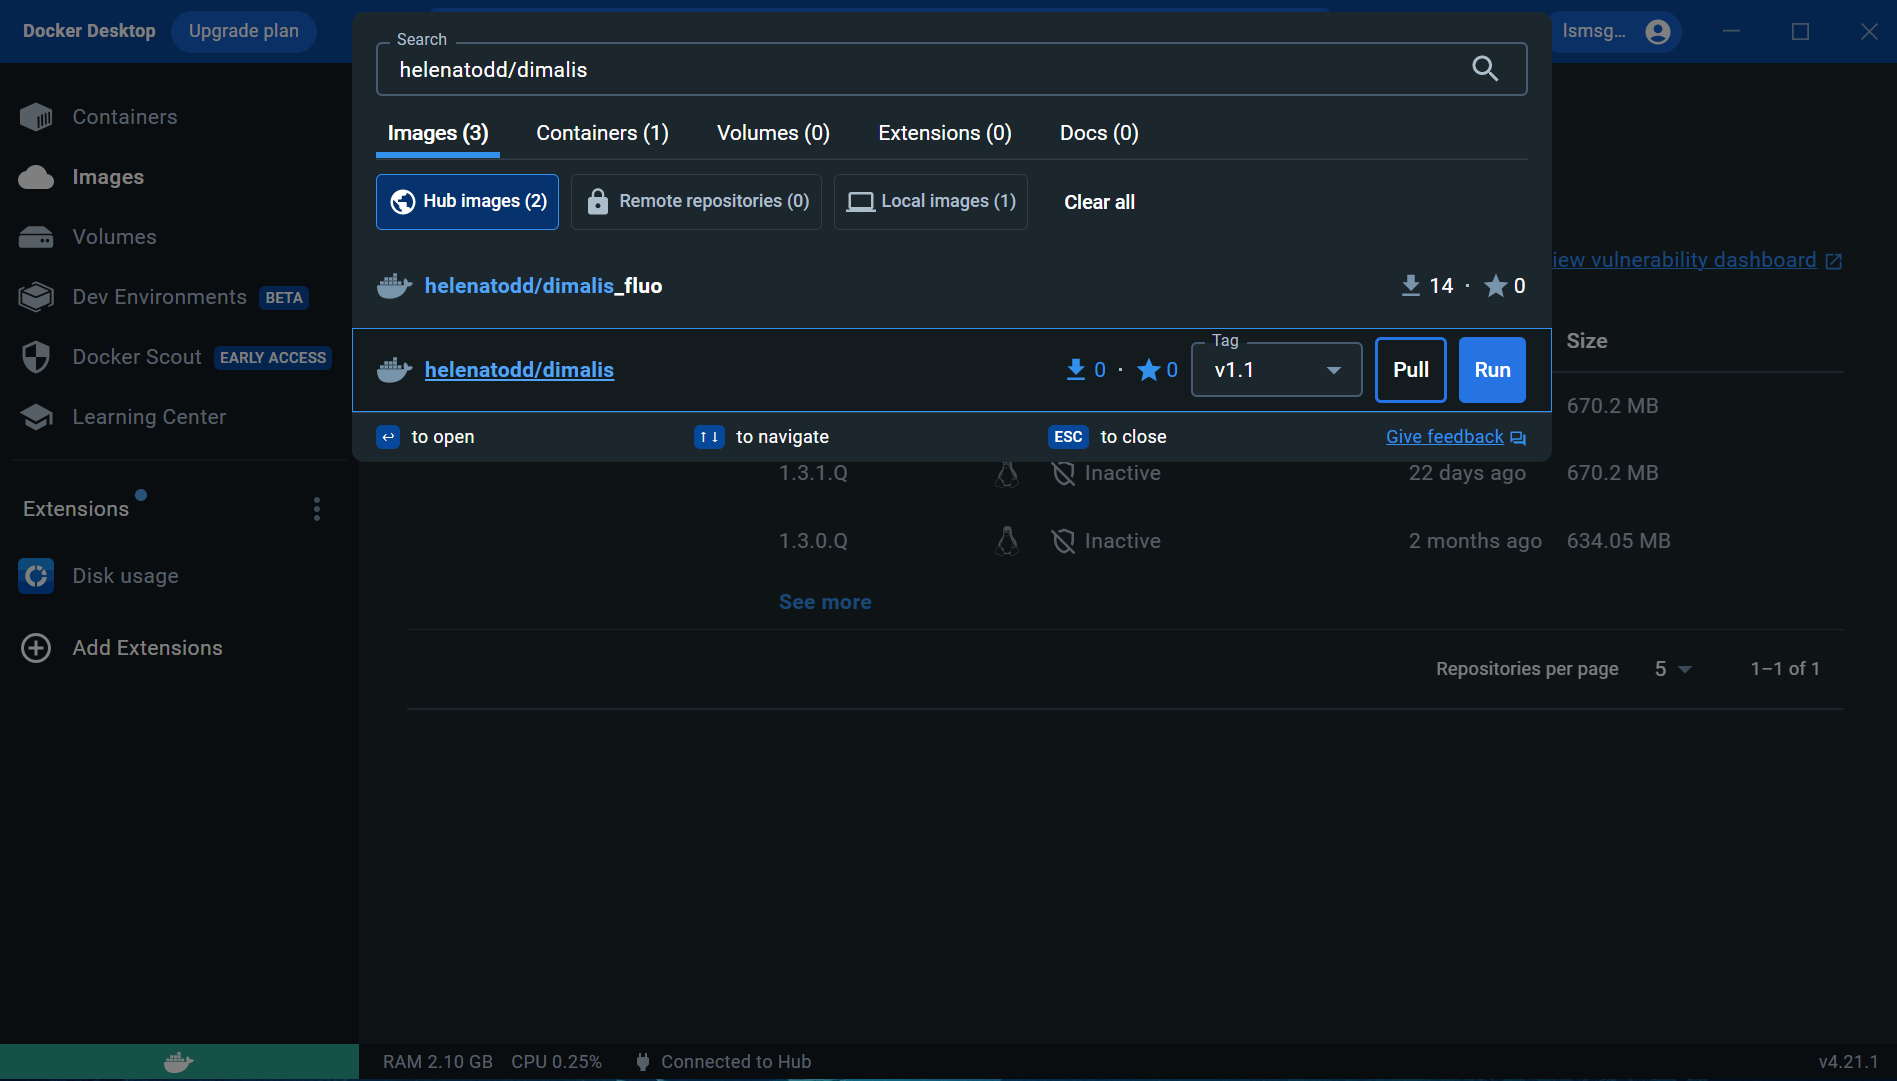 Docker Desktop
Upgrade plan
lsmsg...
Search
helenatodd/dimalis
Images (3)
Containers (1)
Volumes (0)
Extensions (0)
Docs (0)
Hub images (2)
Remote repositories (0)
Local images (1)
Clear all
helenatodd/dimalis_fluo
14 · 0
helenatodd/dimalis
0 · 0
Tag
v1.1
Pull
Run
to open
to navigate
ESC to close
Give feedback
Containers
Images
Volumes
Dev Environments BETA
Docker Scout EARLY ACCESS
Learning Center
Extensions
Disk usage
Add Extensions
iew vulnerability dashboard
Size
670.2 MB
1.3.1.Q Inactive 22 days ago 670.2 MB
1.3.0.Q Inactive 2 months ago 634.05 MB
See more
Repositories per page 5 1–1 of 1
RAM 2.10 GB CPU 0.25% Connected to Hub
v4.21.1